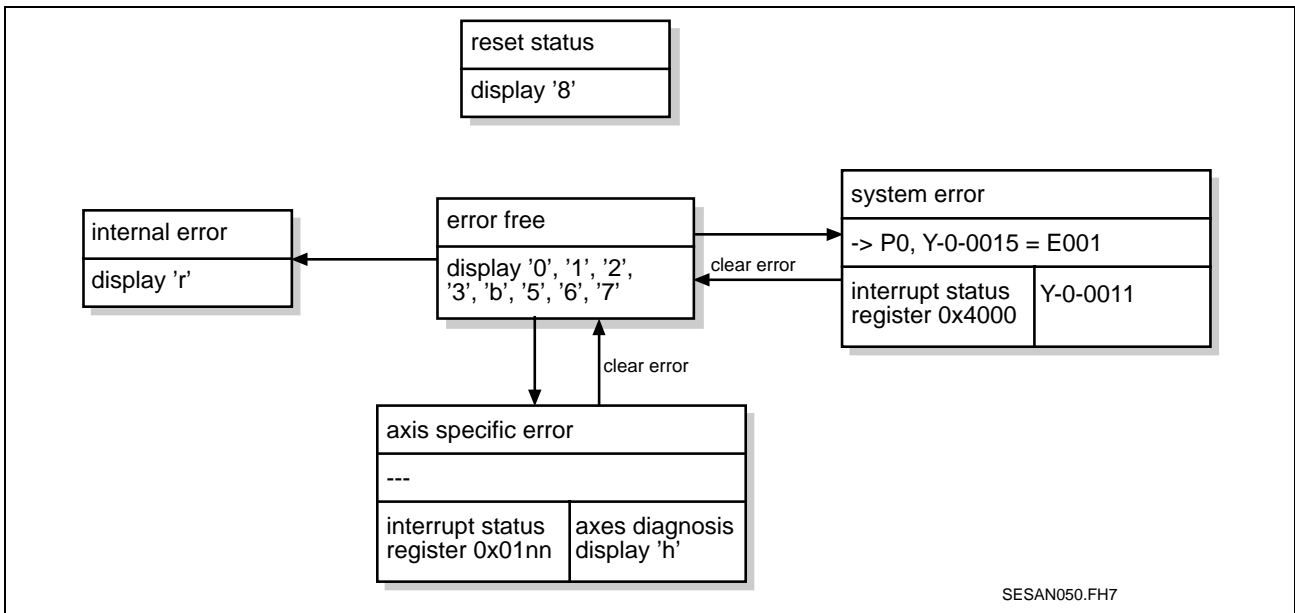 reset status
display ’8’
internal error
display ’r’
error free
display ’0’, ’1’, ’2’,
’3’, ’b’, ’5’, ’6’, ’7’
system error
-> P0, Y-0-0015 = E001
interrupt status
register 0x4000
Y-0-0011
clear error
clear error
axis specific error
---
interrupt status
register 0x01nn
axes diagnosis
display ’h’
SESAN050.FH7